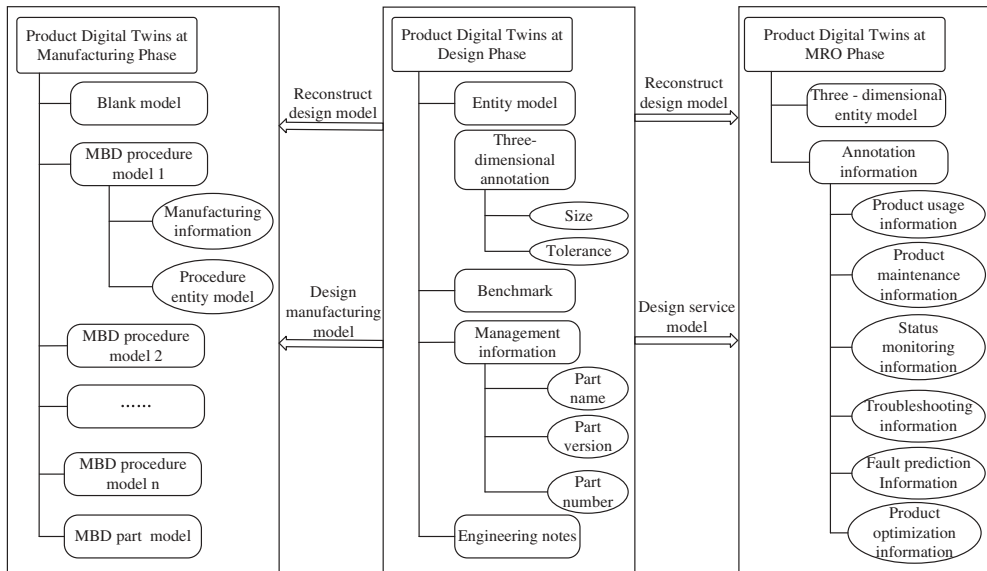 Product Digital Twins at
Manufacturing Phase
Blank model
MBD procedure
model 1
Manufacturing
information
Procedure
entity model
MBD procedure
model 2
......
MBD procedure
model n
MBD part model
Reconstruct
design model
Design
manufacturing
model
Product Digital Twins at
Design Phase
Entity model
Three-
dimensional
annotation
Size
Tolerance
Benchmark
Management
information
Part
name
Part
version
Part
number
Engineering notes
Reconstruct
design model
Design service
model
Product Digital Twins at
MRO Phase
Three - dimensional
entity model
Annotation
information
Product usage
information
Product
maintenance
information
Status
monitoring
information
Troubleshooting
information
Fault prediction
Information
Product
optimization
information